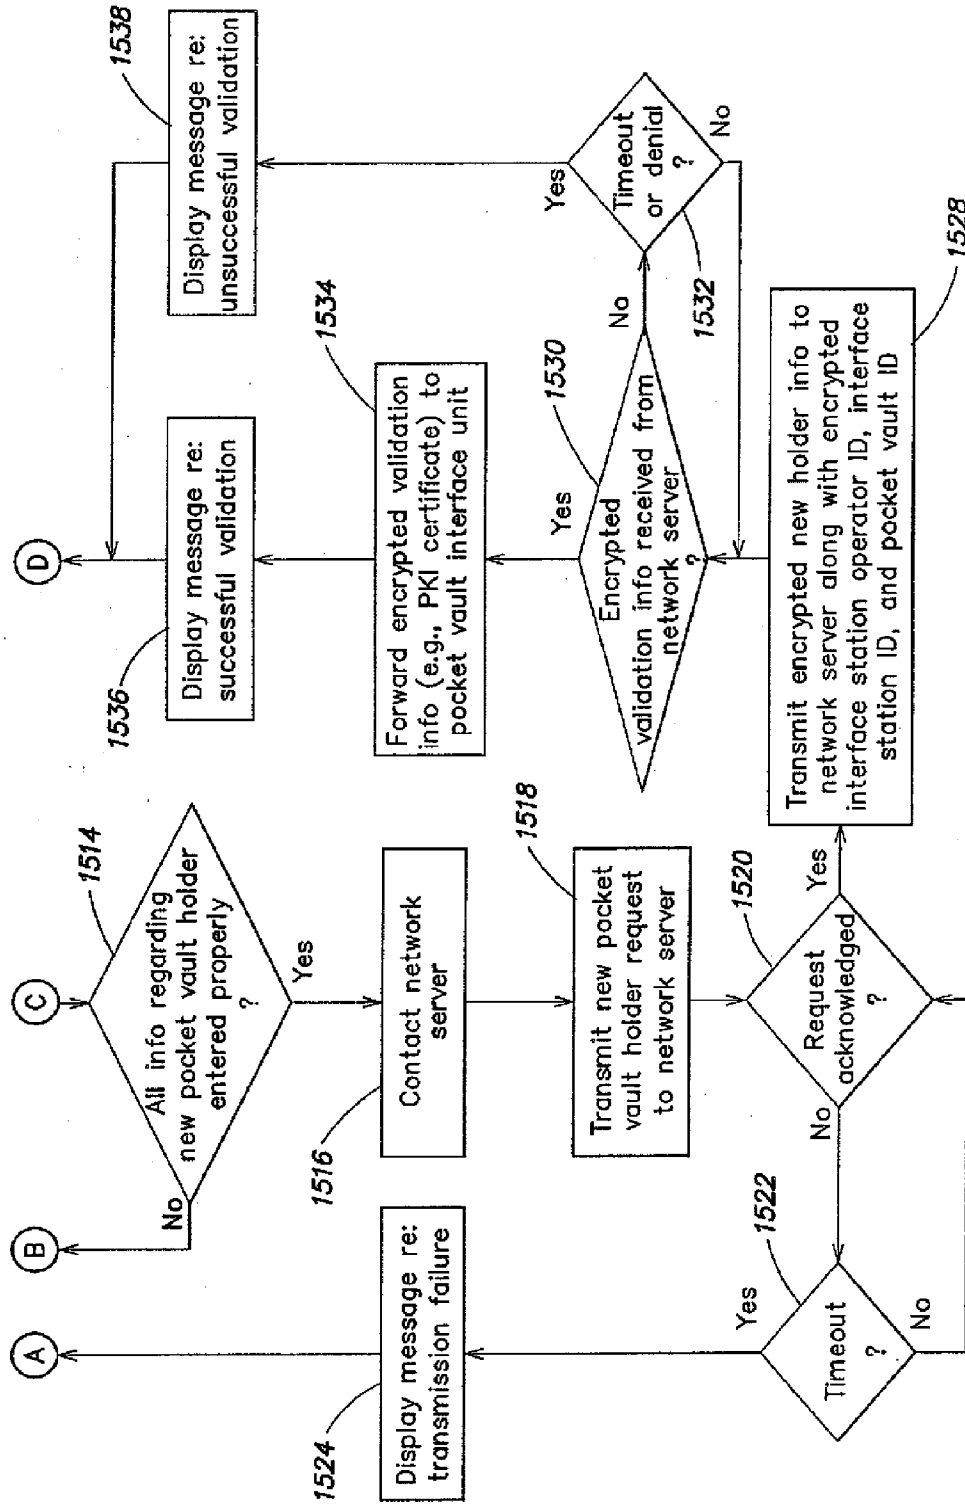 A
B
C
D
1514
All info regarding
new pocket vault holder
entered properly
?
No
Yes
1516
Contact network
server
1518
Transmit new pocket
vault holder request
to network server
1520
Request
acknowledged
?
No
Yes
1522
Timeout
?
Yes
No
1524
Display message re:
transmission failure
1528
Transmit encrypted new holder info to
network server along with encrypted
interface station operator ID, interface
station ID, and pocket vault ID
1530
Encrypted
validation info received from
network server
?
Yes
No
1532
Timeout
or denial
?
Yes
No
1534
Forward encrypted validation
info (e.g., PKI certificate) to
pocket vault interface unit
1536
Display message re:
successful validation
1538
Display message re:
unsuccessful validation